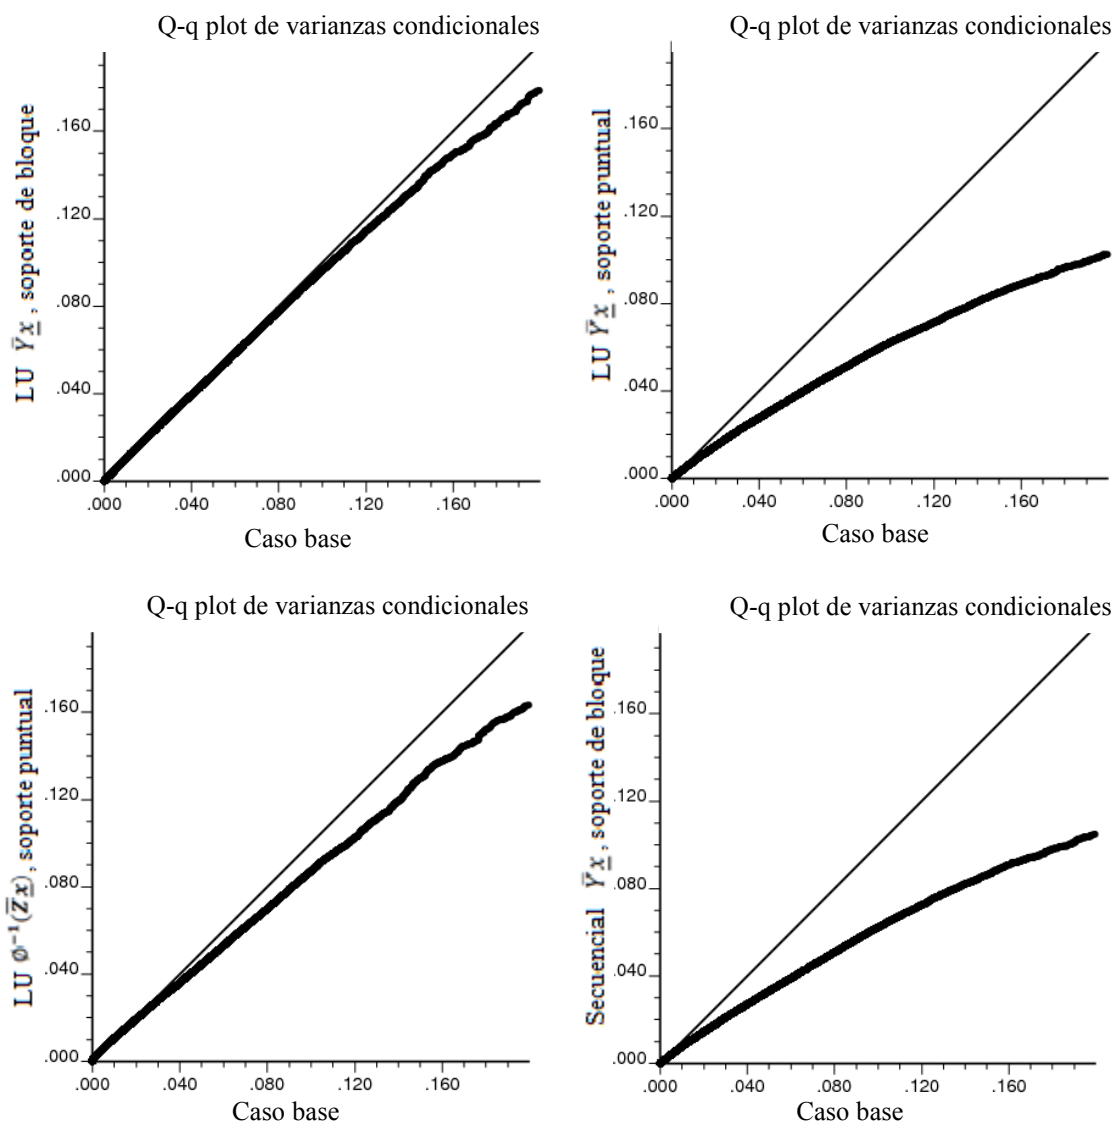 Q-q plot de varianzas condicionales
LU Ȳx, soporte de bloque
.160
.120
.080
.040
.000
.000 .040 .080 .120 .160
Caso base
Q-q plot de varianzas condicionales
LU Ȳx, soporte puntual
.160
.120
.080
.040
.000
.000 .040 .080 .120 .160
Caso base
Q-q plot de varianzas condicionales
LU ∅⁻¹(Z̄x), soporte puntual
.160
.120
.080
.040
.000
.000 .040 .080 .120 .160
Caso base
Q-q plot de varianzas condicionales
Secuencial Ȳx, soporte de bloque
.160
.120
.080
.040
.000
.000 .040 .080 .120 .160
Caso base